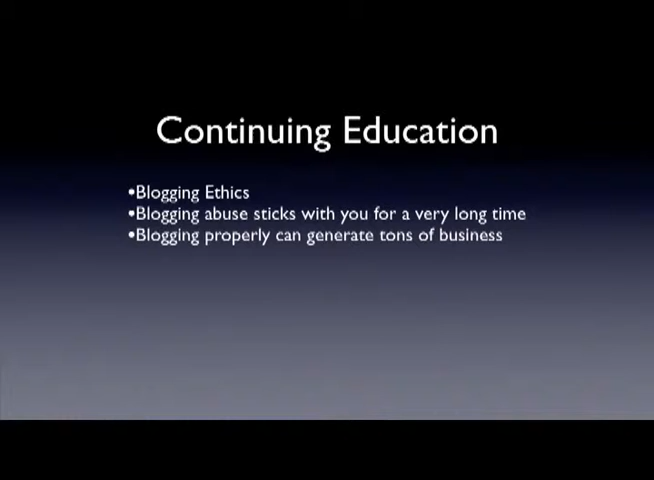 Continuing Education
•Blogging Ethics
•Blogging abuse sticks with you for a very long time
•Blogging properly can generate tons of business